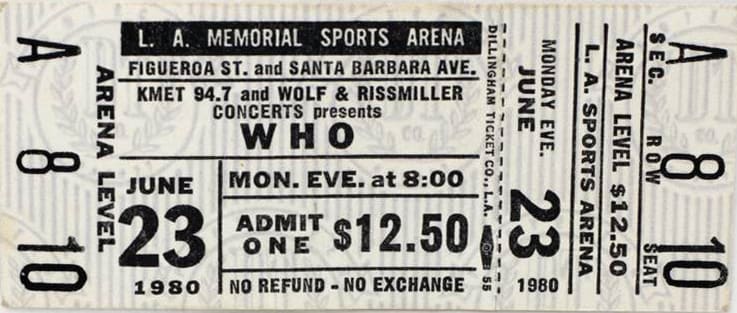 A
8
10
ARENA LEVEL
L. A. MEMORIAL SPORTS ARENA
FIGUEROA ST. and SANTA BARBARA AVE.
KMET 94.7 and WOLF & RISSMILLER
CONCERTS presents
WHO
JUNE
23
1980
MON. EVE. at 8:00
ADMIT
ONE
$12.50
NO REFUND - NO EXCHANGE
DILLINGHAM TICKET CO., L.A.
55
MONDAY EVE.
JUNE
23
1980
L. A. SPORTS ARENA
ARENA LEVEL $12.50
SEC. ROW SEAT
A 8 10